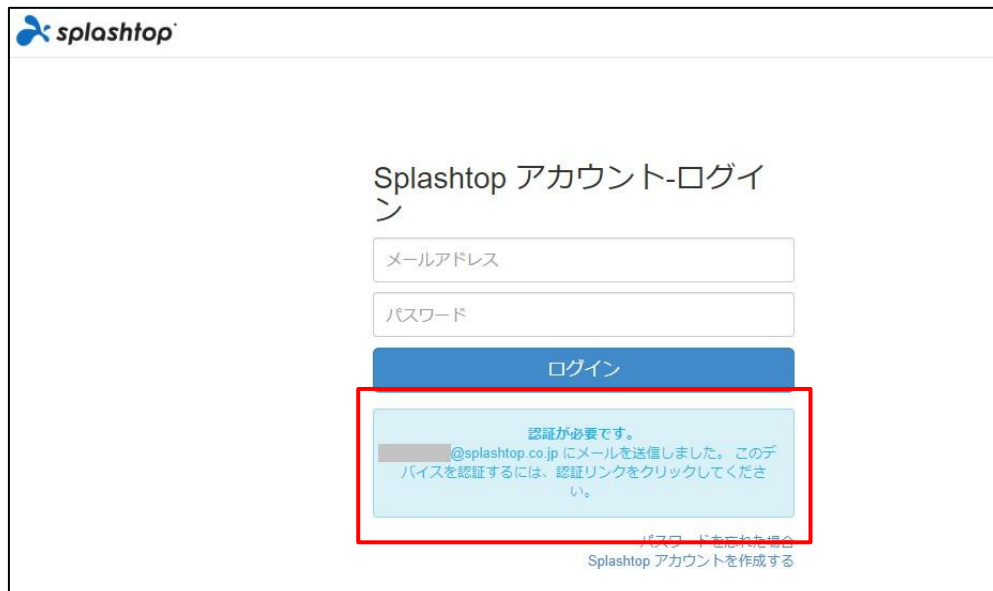 splashtop
Splashtop アカウント-ログイ
ン
メールアドレス
パスワード
ログイン
認証が必要です。
@splashtop.co.jp にメールを送信しました。 このデ
バイスを認証するには、認証リンクをクリックしてくださ
い。
パスワードを忘れた場合
Splashtop アカウントを作成する